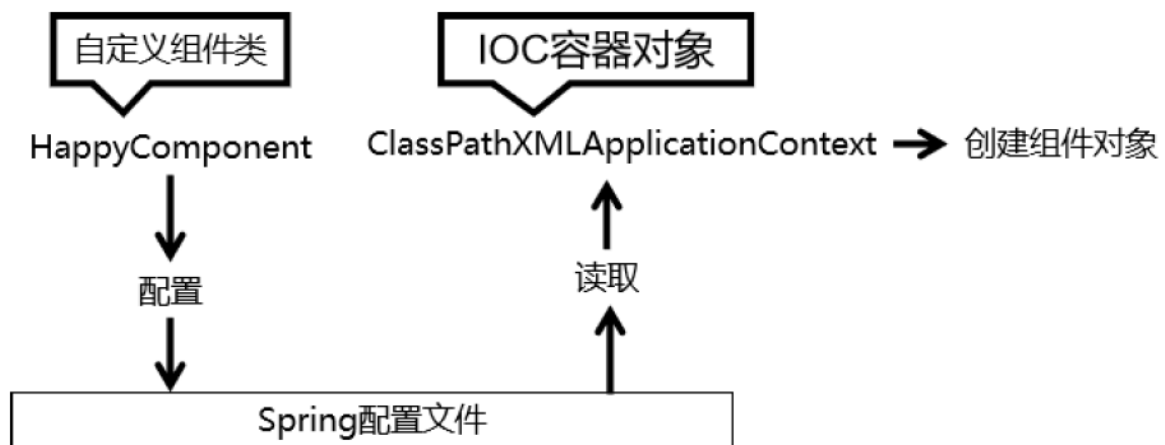 自定义组件类
IOC容器对象
HappyComponent
ClassPathXMLApplicationContext
创建组件对象
配置
读取
Spring配置文件